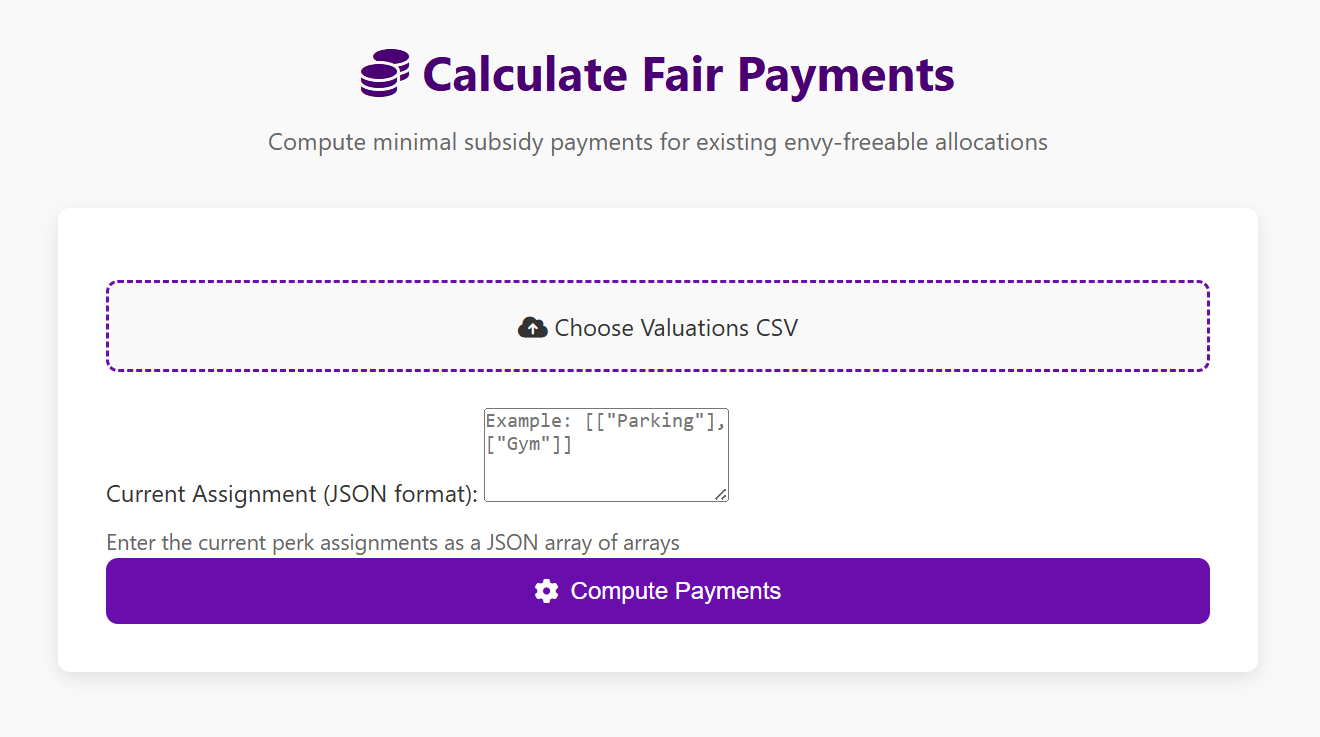 Calculate Fair Payments
Compute minimal subsidy payments for existing envy-freeable allocations
Choose Valuations CSV
Example: [["Parking"],
["Gym"]]
Current Assignment (JSON format):
Enter the current perk assignments as a JSON array of arrays
Compute Payments